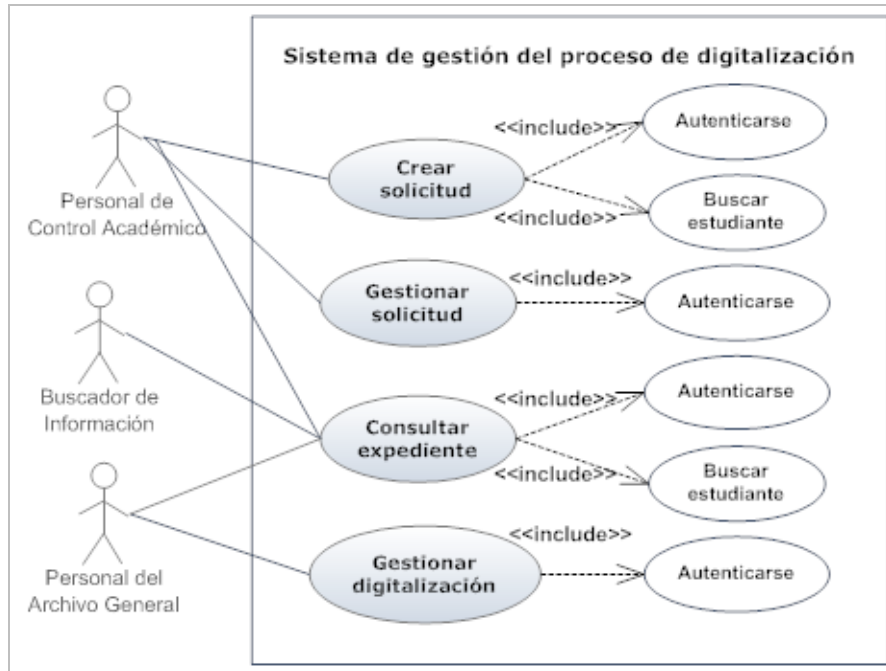 Sistema de gestión del proceso de digitalización
<<include>>
Autenticarse
Crear
solicitud
Personal de
Control Académico
<<include>>
Buscar
estudiante
<<include>>
Gestionar
solicitud
Autenticarse
Buscador de
Información
<<include>>
Autenticarse
Consultar
expediente
<<include>>
Buscar
estudiante
<<include>>
Gestionar
digitalización
Autenticarse
Personal del
Archivo General